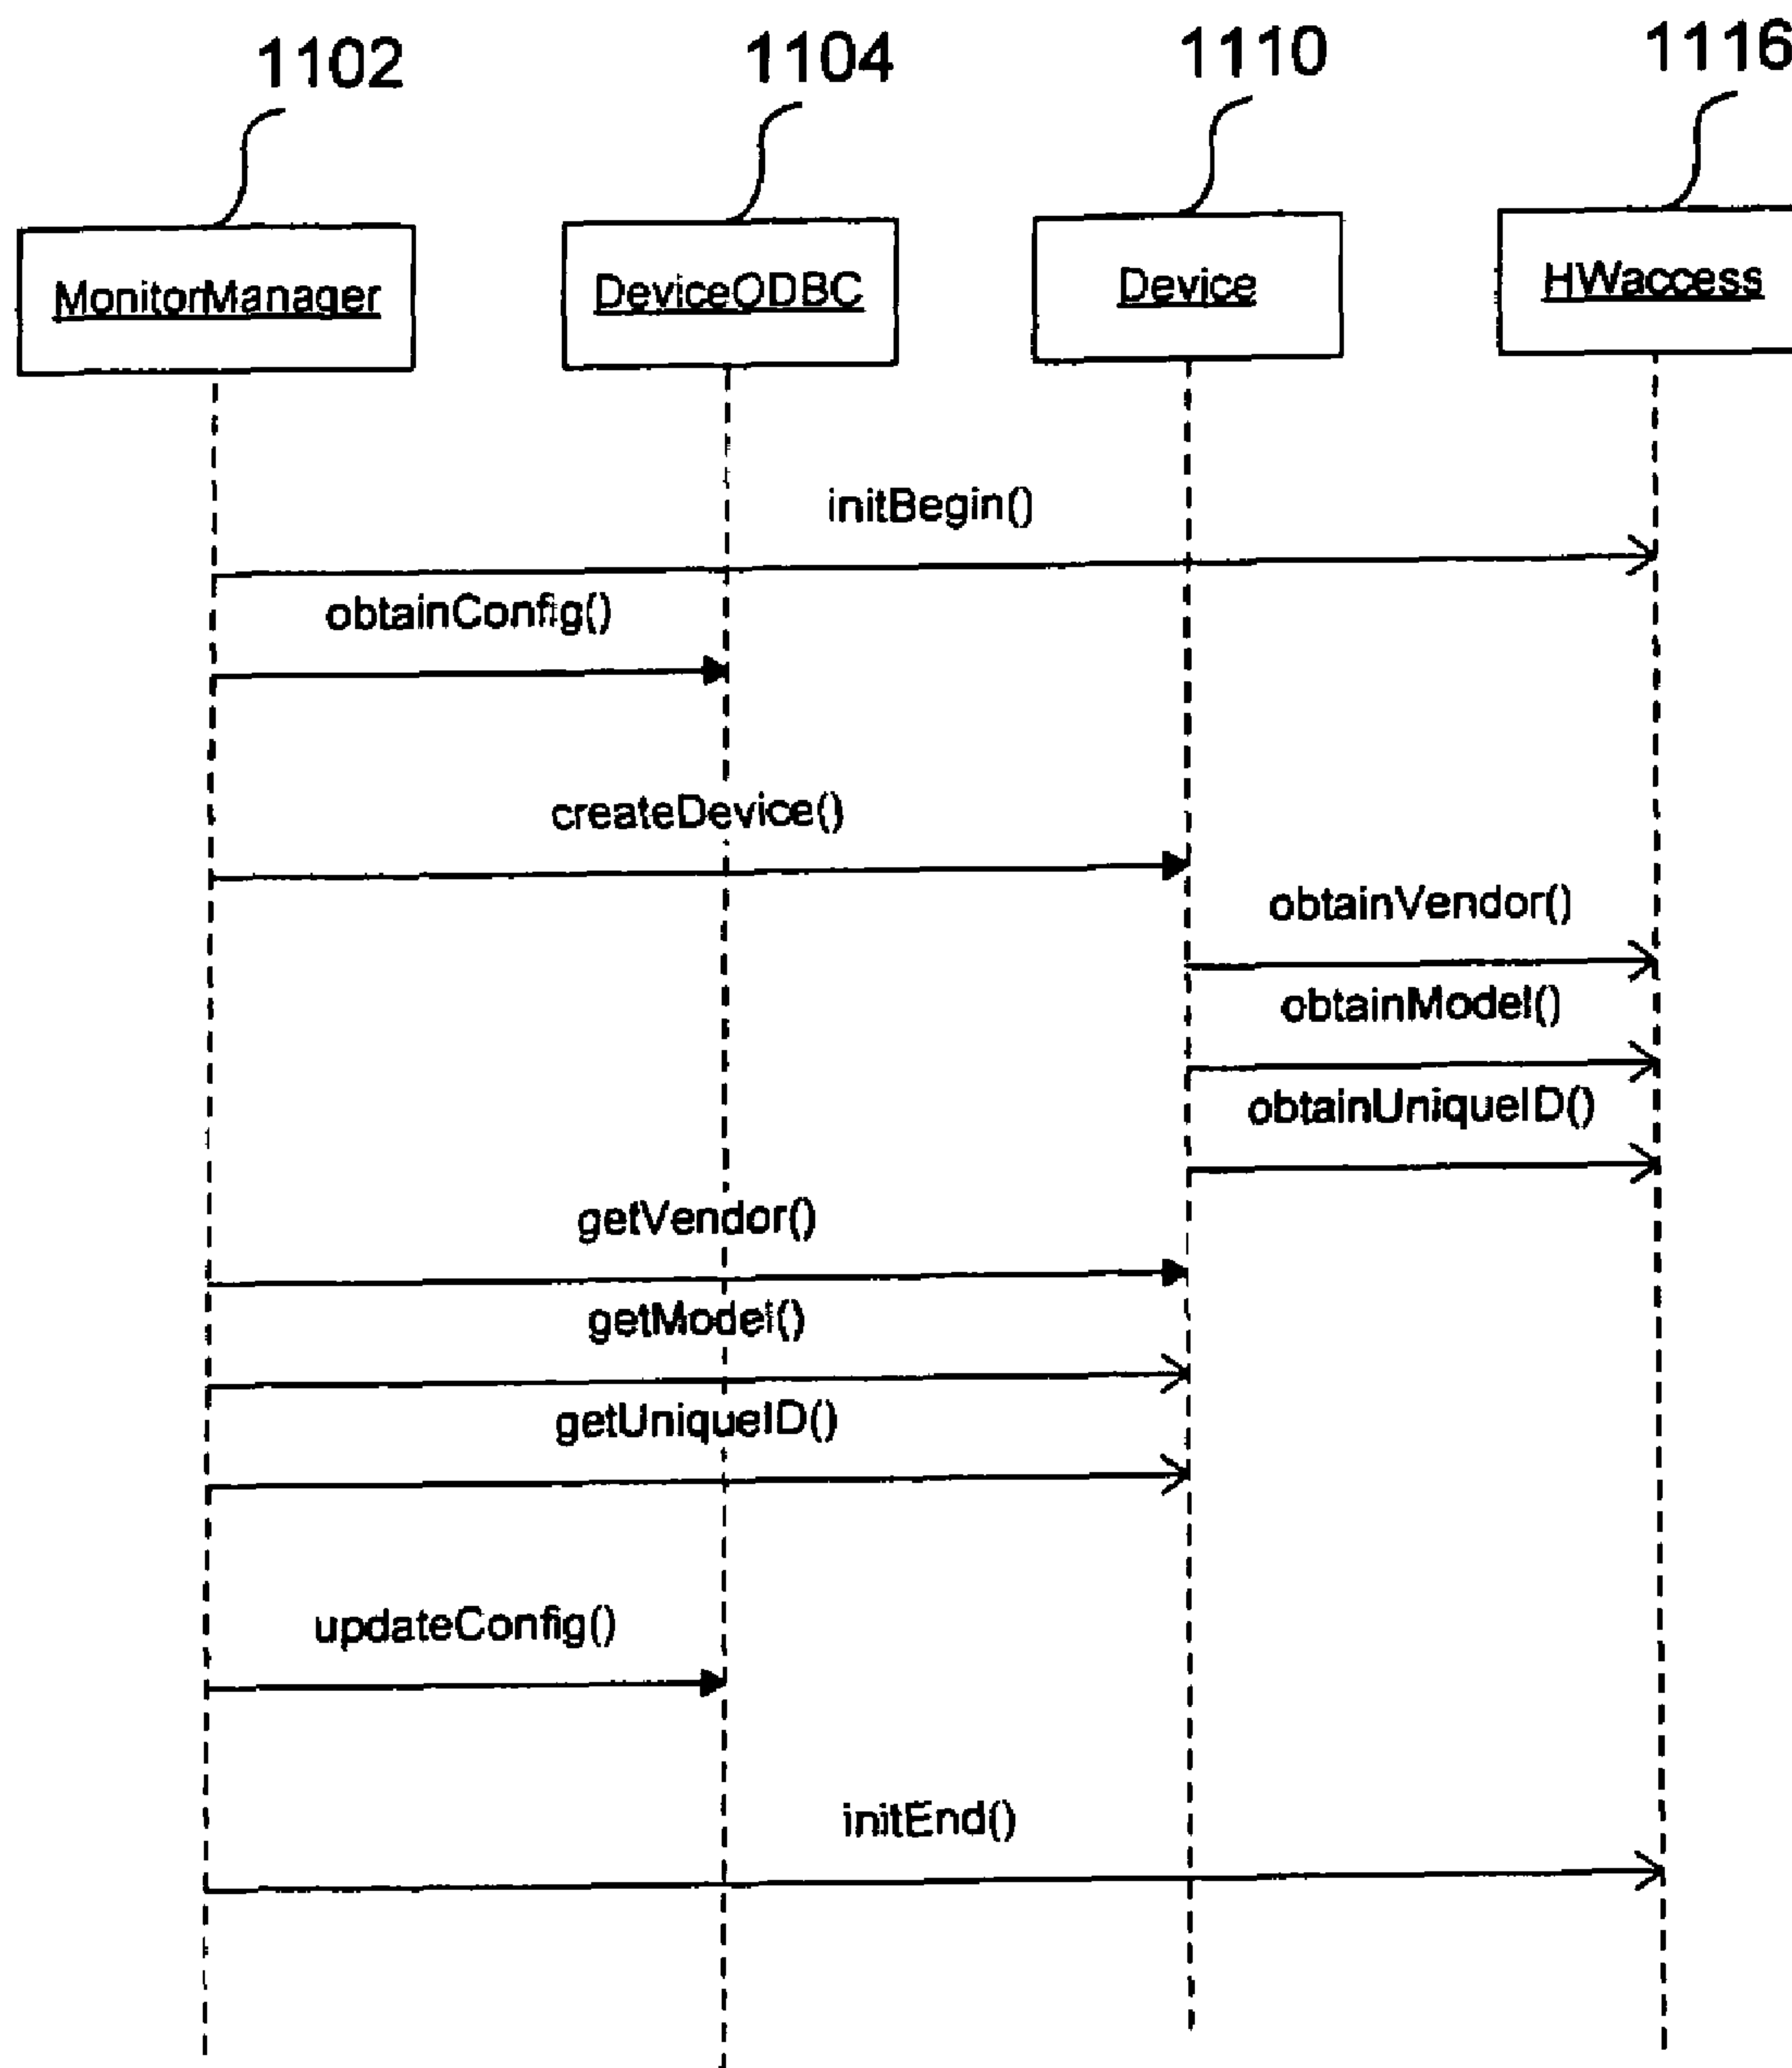 1102
1104
1110
1116
MonitorManager
DeviceODBC
Device
HWaccess
initBegin()
obtainConfig()
createDevice()
obtainVendor()
obtainModel()
obtainUniqueID()
getVendor()
getModel()
getUniqueID()
updateConfig()
initEnd()